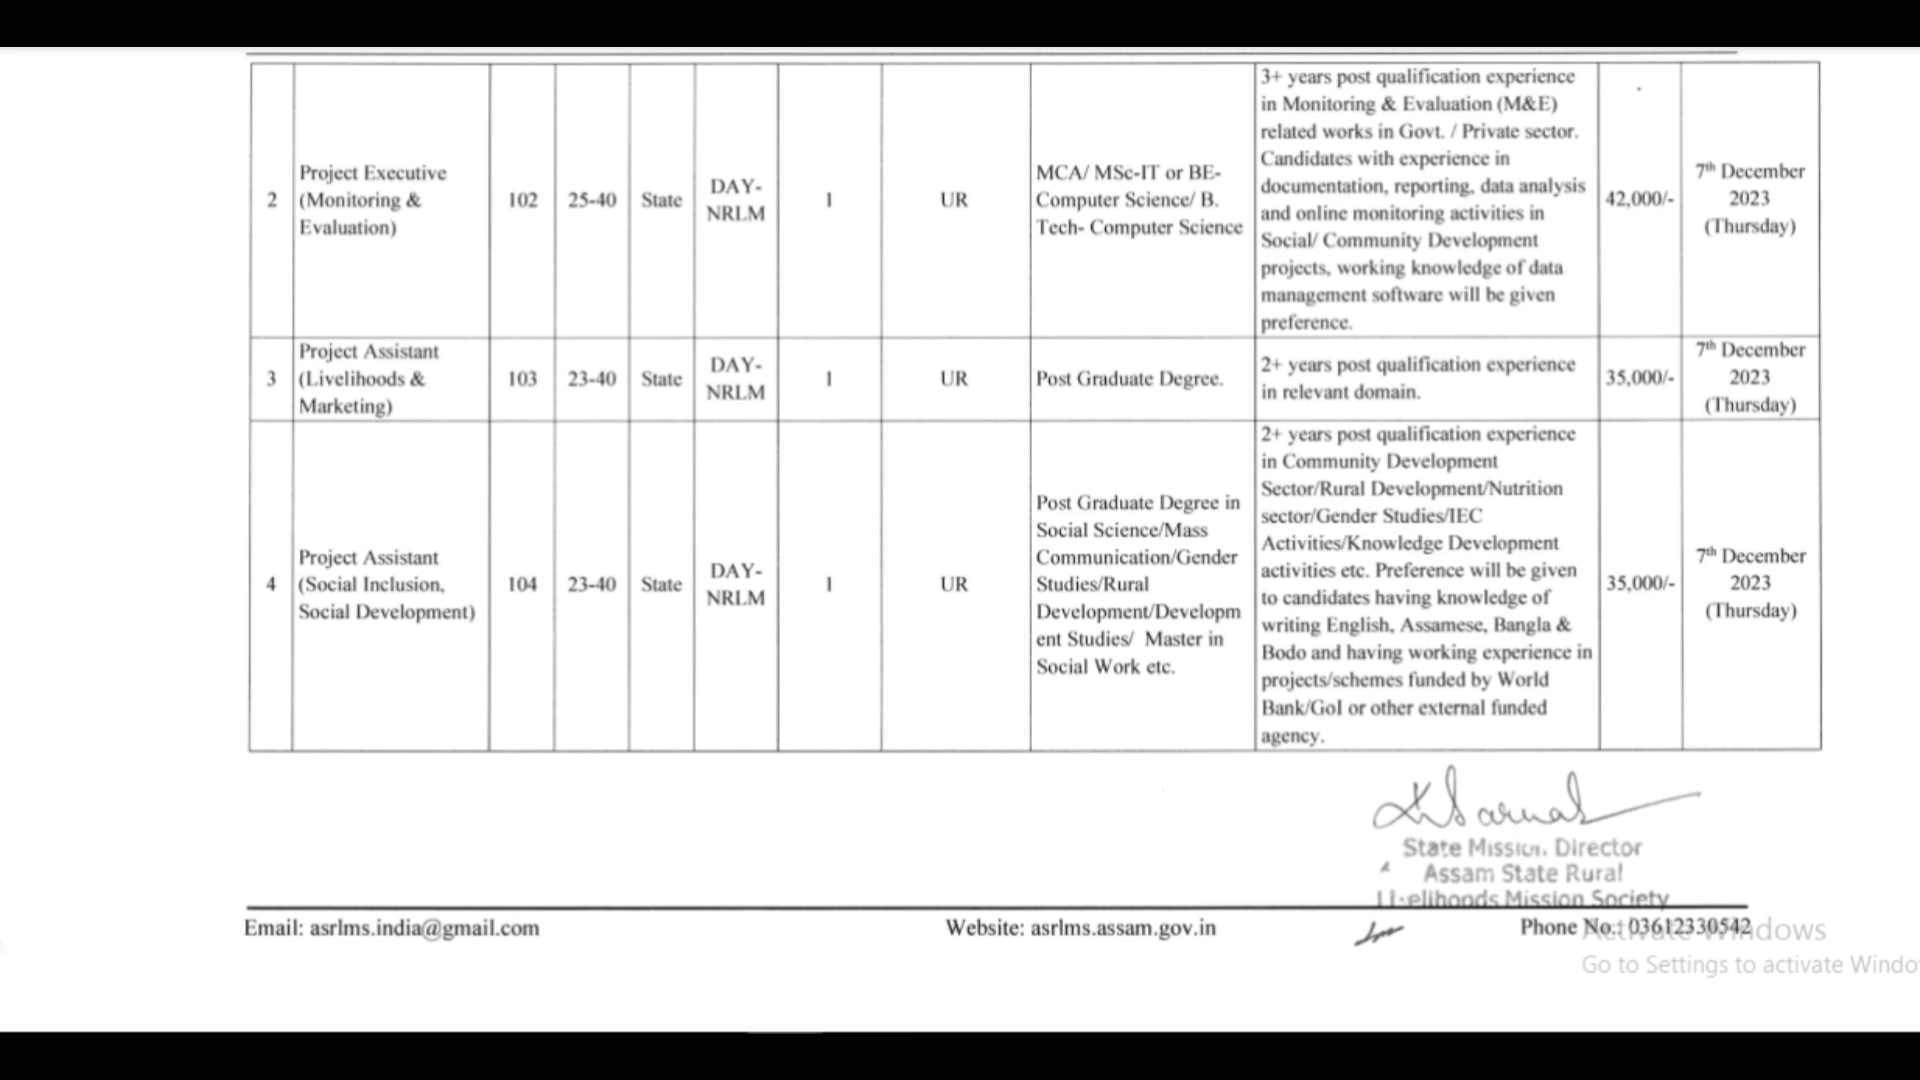 2
Project Executive
(Monitoring &
Evaluation)
102
25-40
State
DAY-
NRLM
1
UR
MCA/ MSc-IT or BE-
Computer Science/ B.
Tech- Computer Science
3+ years post qualification experience
in Monitoring & Evaluation (M&E)
related works in Govt. / Private sector.
Candidates with experience in
documentation, reporting, data analysis
and online monitoring activities in
Social/ Community Development
projects, working knowledge of data
management software will be given
preference.
42,000/-
7th December
2023
(Thursday)
3
Project Assistant
(Livelihoods &
Marketing)
103
23-40
State
DAY-
NRLM
1
UR
Post Graduate Degree.
2+ years post qualification experience
in relevant domain.
35,000/-
7th December
2023
(Thursday)
4
Project Assistant
(Social Inclusion,
Social Development)
104
23-40
State
DAY-
NRLM
1
UR
Post Graduate Degree in
Social Science/Mass
Communication/Gender
Studies/Rural
Development/Developm
ent Studies/ Master in
Social Work etc.
2+ years post qualification experience
in Community Development
Sector/Rural Development/Nutrition
sector/Gender Studies/IEC
Activities/Knowledge Development
activities etc. Preference will be given
to candidates having knowledge of
writing English, Assamese, Bangla &
Bodo and having working experience in
projects/schemes funded by World
Bank/GoI or other external funded
agency.
35,000/-
7th December
2023
(Thursday)
State Mission Director
Assam State Rural
Livelihoods Mission Society
Email: asrlms.india@gmail.com
Website: asrlms.assam.gov.in
Phone No.: 03612330542
Activate Windows
Go to Settings to activate Windo